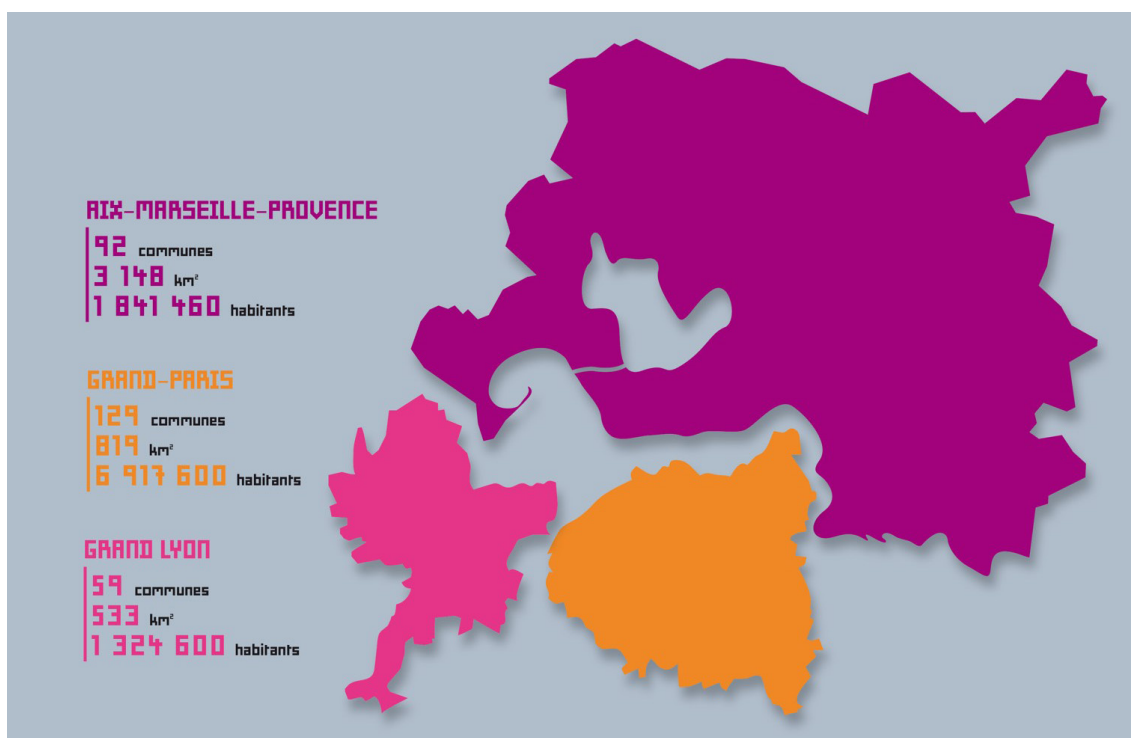 AIX-MARSEILLE-PROVENCE
92 communes
3 148 km²
1 841 460 habitants
GRAND-PARIS
129 communes
819 km²
6 917 600 habitants
GRAND LYON
59 communes
533 km²
1 324 600 habitants